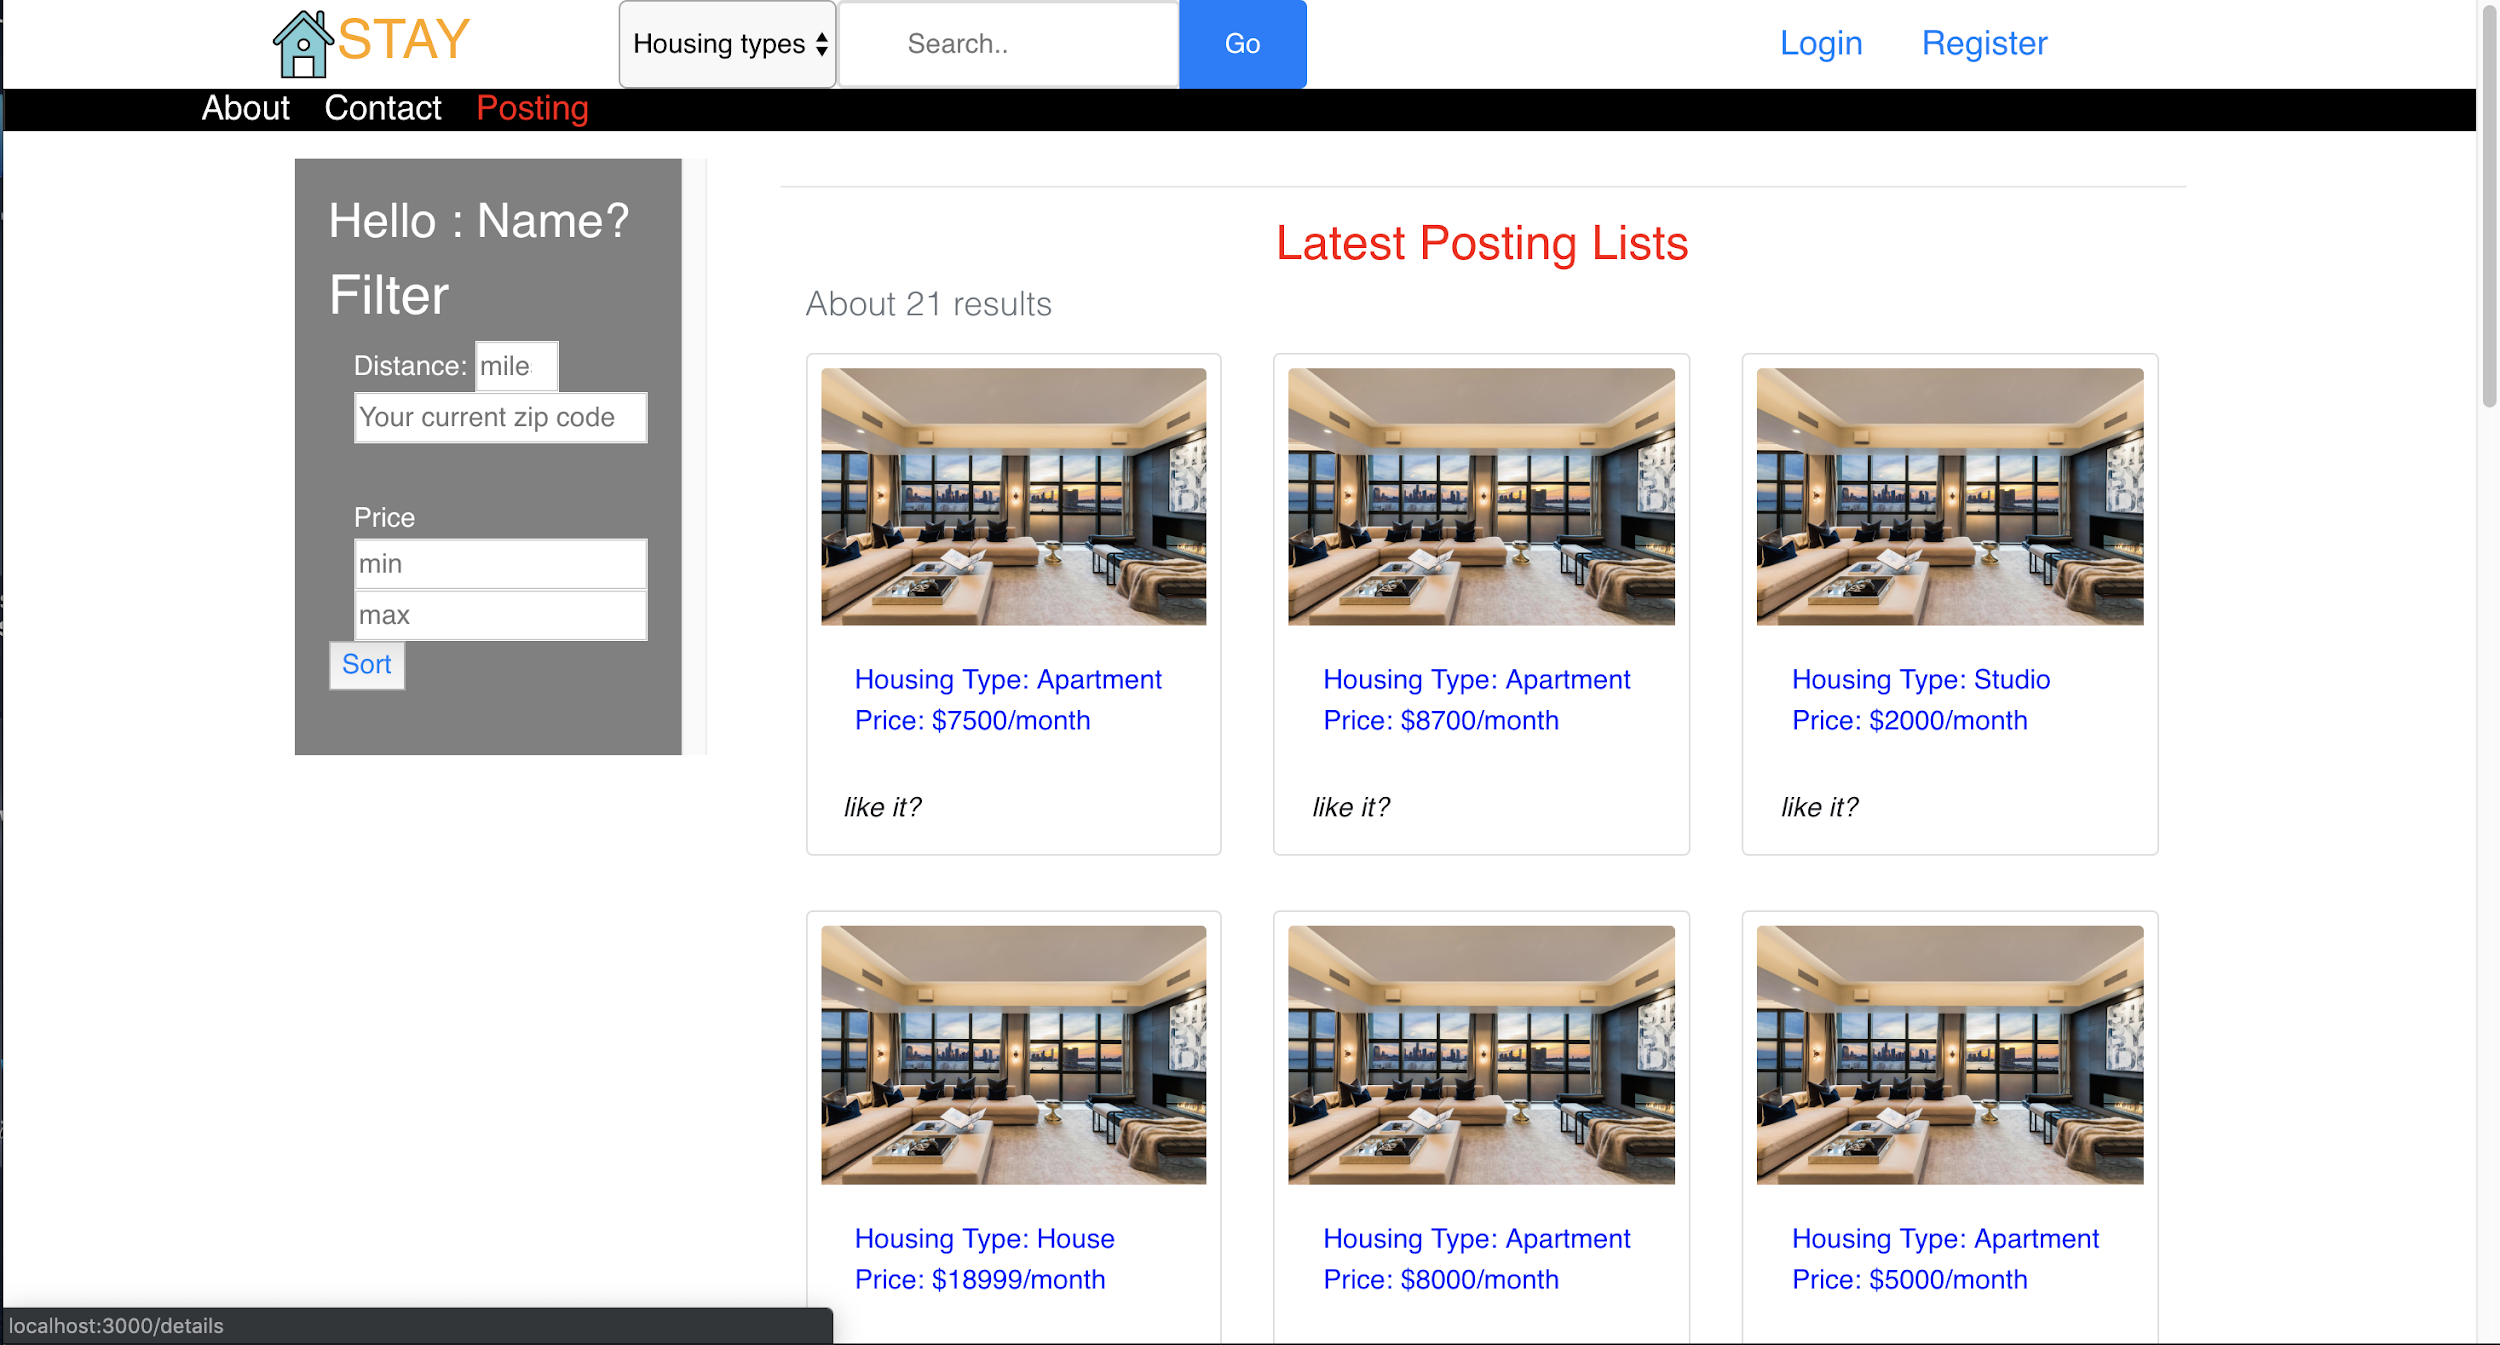 STAY
Housing types
Search..
Go
Login
Register
About
Contact
Posting
Hello : Name?
Filter
Distance: mile
Your current zip code
Price
min
max
Sort
Latest Posting Lists
About 21 results
Housing Type: Apartment
Price: $7500/month
like it?
Housing Type: Apartment
Price: $8700/month
like it?
Housing Type: Studio
Price: $2000/month
like it?
Housing Type: House
Price: $18999/month
Housing Type: Apartment
Price: $8000/month
Housing Type: Apartment
Price: $5000/month
localhost:3000/details